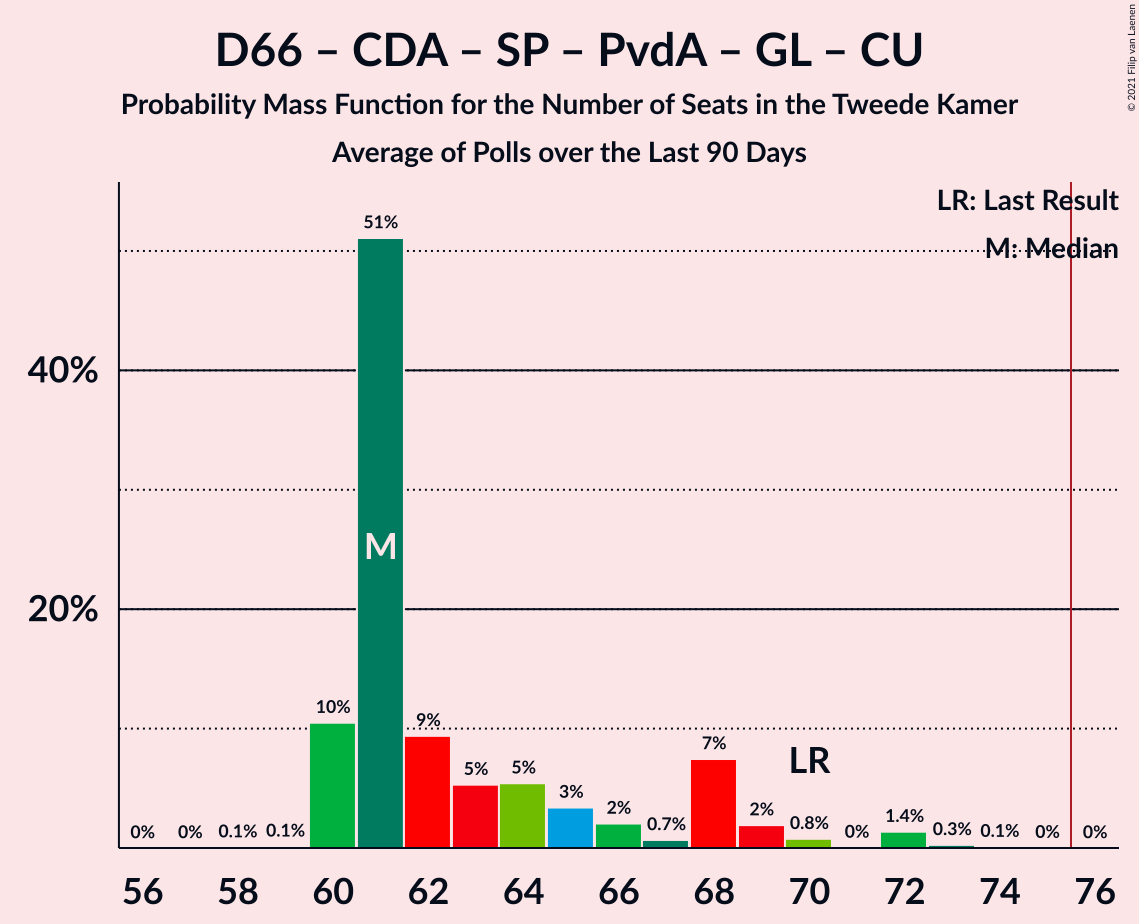 D66 – CDA – SP – PvdA – GL – CU
Probability Mass Function for the Number of Seats in the Tweede Kamer
Average of Polls over the Last 90 Days
© 2021 Filip van Laenen
LR: Last Result
M: Median
40%
20%
0% 0% 0.1% 0.1% 10% 51% 9% 5% 5% 3% 2% 0.7% 7% 2% 0.8% 0% 1.4% 0.3% 0.1% 0% 0%
M
LR
56 58 60 62 64 66 68 70 72 74 76